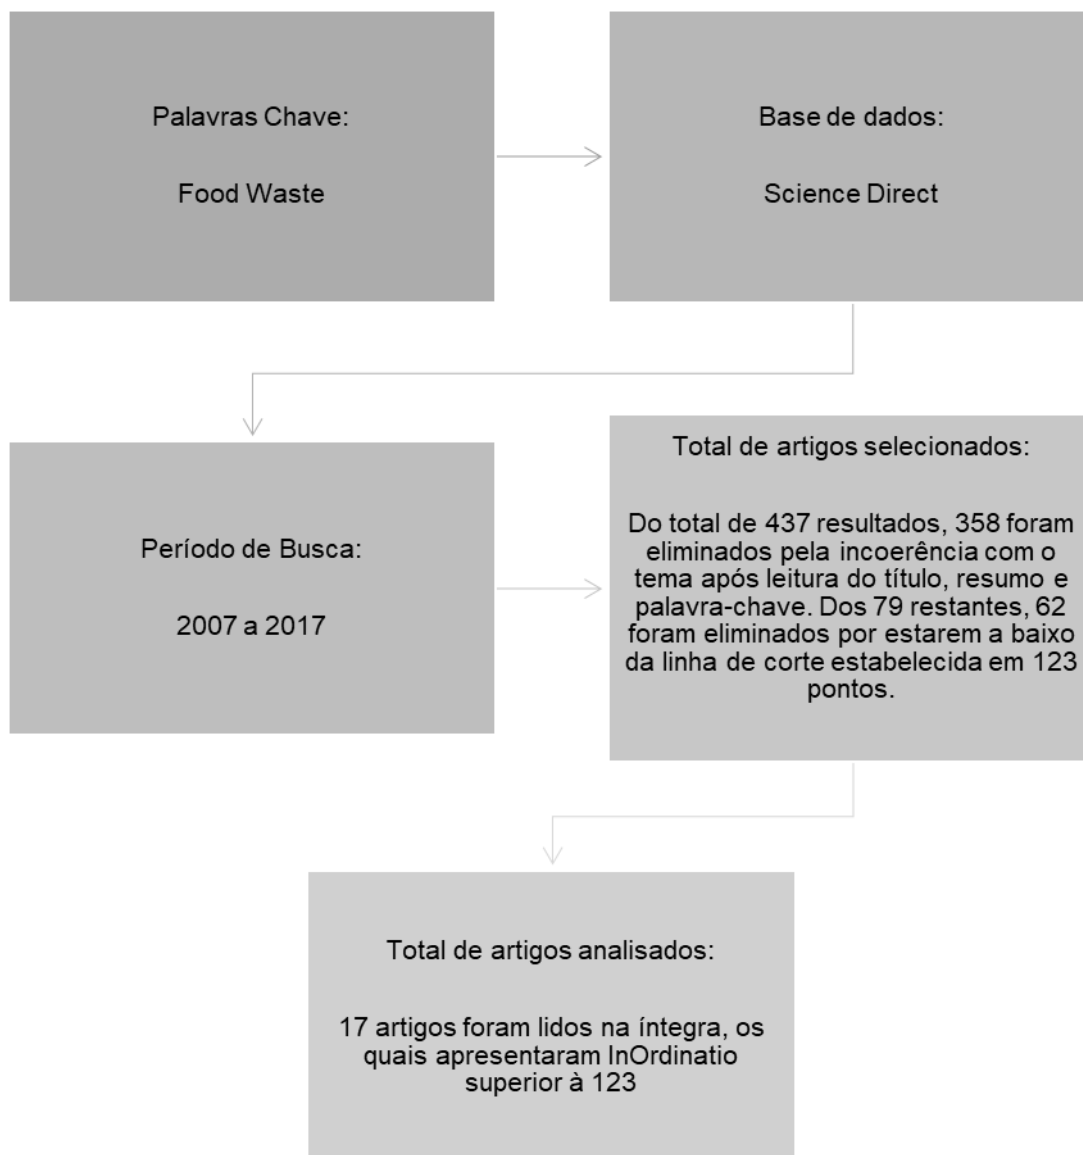 Palavras Chave:
Food Waste
Base de dados:
Science Direct
Período de Busca:
2007 a 2017
Total de artigos selecionados:
Do total de 437 resultados, 358 foram
eliminados pela incoerência com o
tema após leitura do título, resumo e
palavra-chave. Dos 79 restantes, 62
foram eliminados por estarem a baixo
da linha de corte estabelecida em 123
pontos.
Total de artigos analisados:
17 artigos foram lidos na íntegra, os
quais apresentaram InOrdinatio
superior à 123